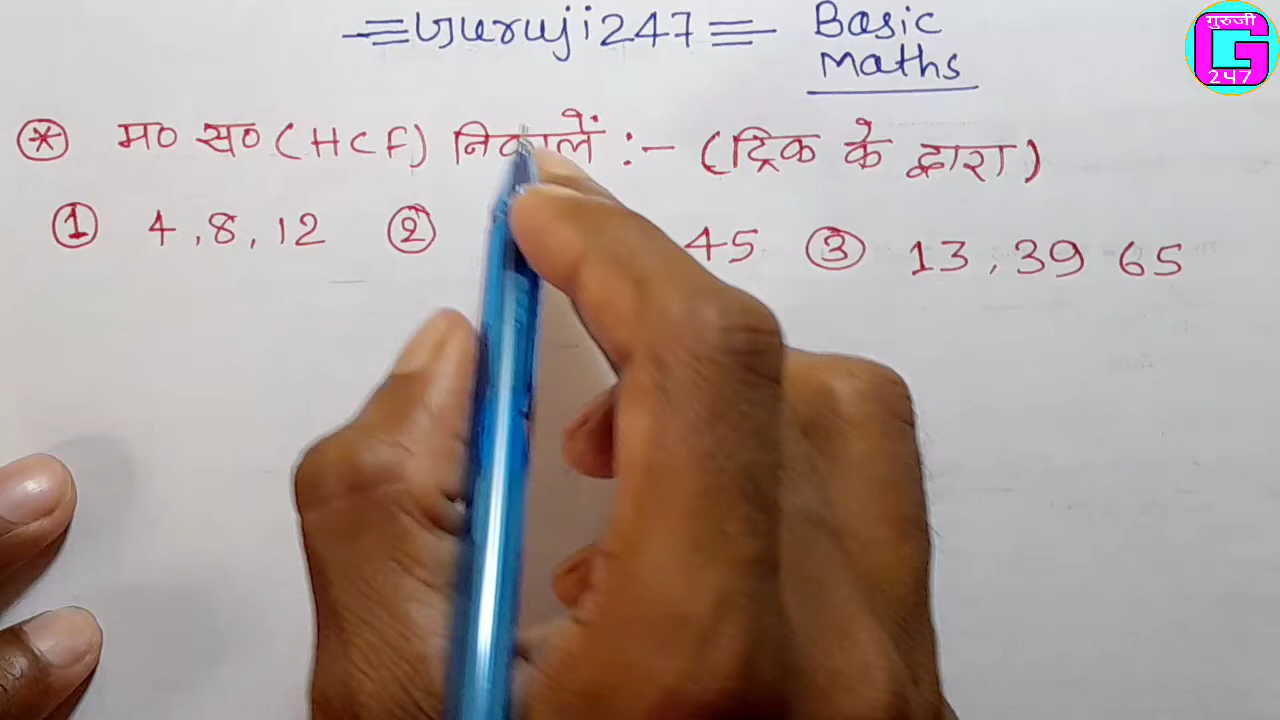 Guruji247
Basic
Maths
गुरुजी
G
247
* म० स० (HCF) निकालें :- (ट्रिक के द्वारा)
① 4, 8, 12 ② 45 ③ 13, 39 65